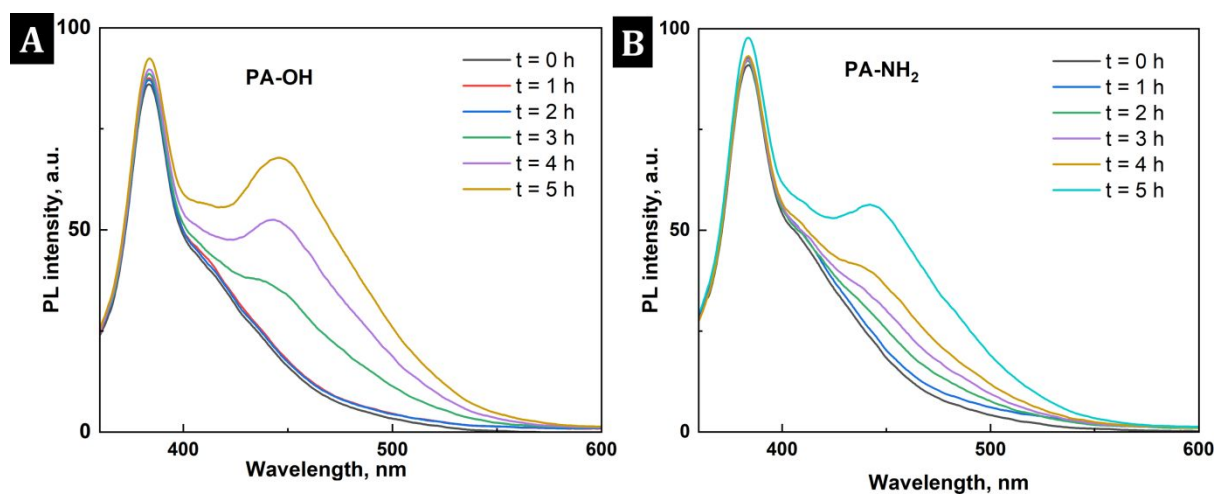 A
PA-OH
t = 0 h
t = 1 h
t = 2 h
t = 3 h
t = 4 h
t = 5 h
100
50
0
PL intensity, a.u.
400
500
600
Wavelength, nm
B
PA-NH₂
t = 0 h
t = 1 h
t = 2 h
t = 3 h
t = 4 h
t = 5 h
100
50
0
PL intensity, a.u.
400
500
600
Wavelength, nm